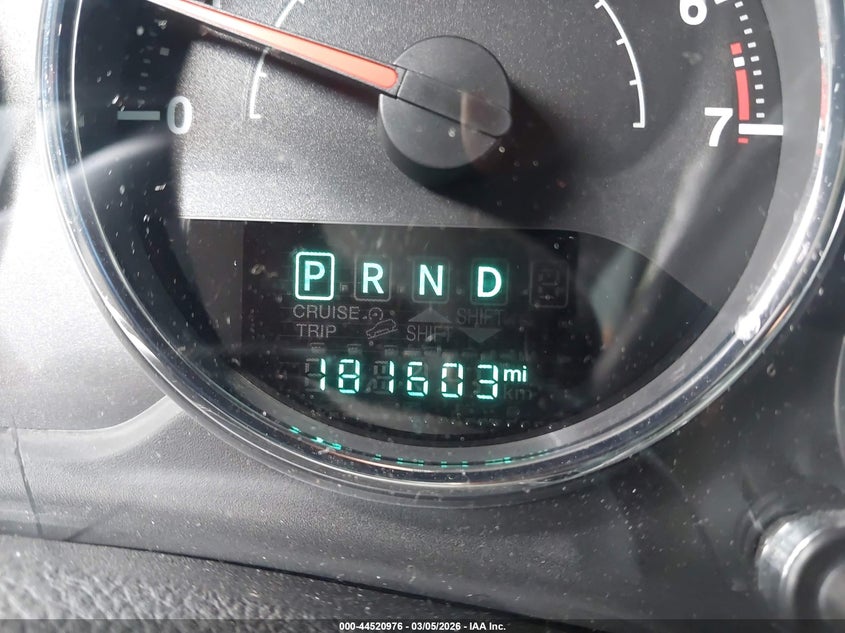 6
0
7
P R N D
CRUISE SHIFT
TRIP SHIFT
181603 mi
km
000-44520976 - 03/05/2026 - IAA Inc.